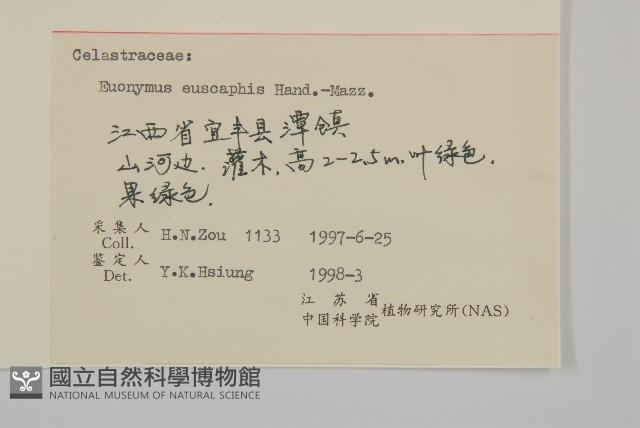 Celastraceae:
Euonymus euscaphis Hand.-Mazz.
江西省宜丰县潭镇
山河边. 灌木, 高2-2.5m. 叶绿色.
果绿色.
采集人 Coll. H.N.Zou 1133 1997-6-25
鉴定人 Det. Y.K.Hsiung 1998-3
江苏省
中国科学院 植物研究所(NAS)
國立自然科學博物館
NATIONAL MUSEUM OF NATURAL SCIENCE